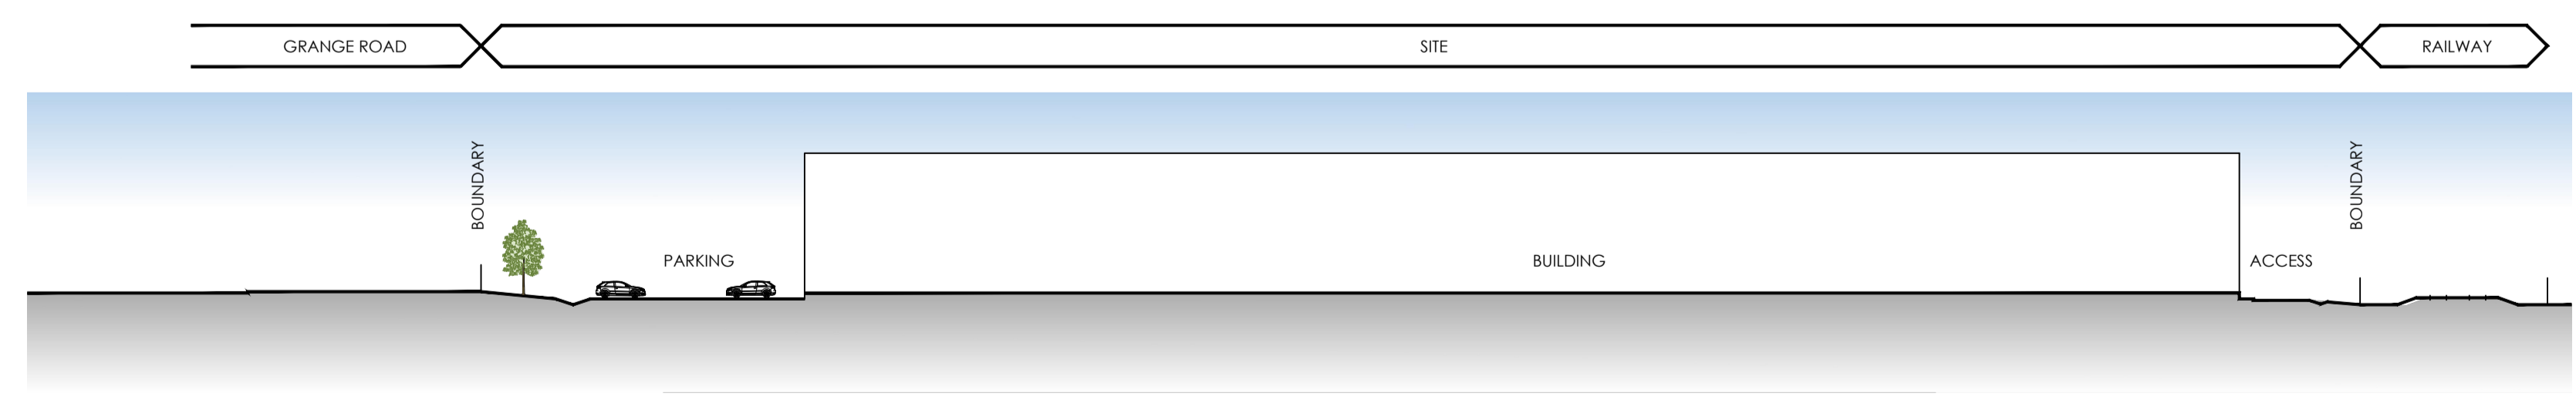 GRANGE ROAD
SITE
RAILWAY
BOUNDARY
BOUNDARY
PARKING
BUILDING
ACCESS